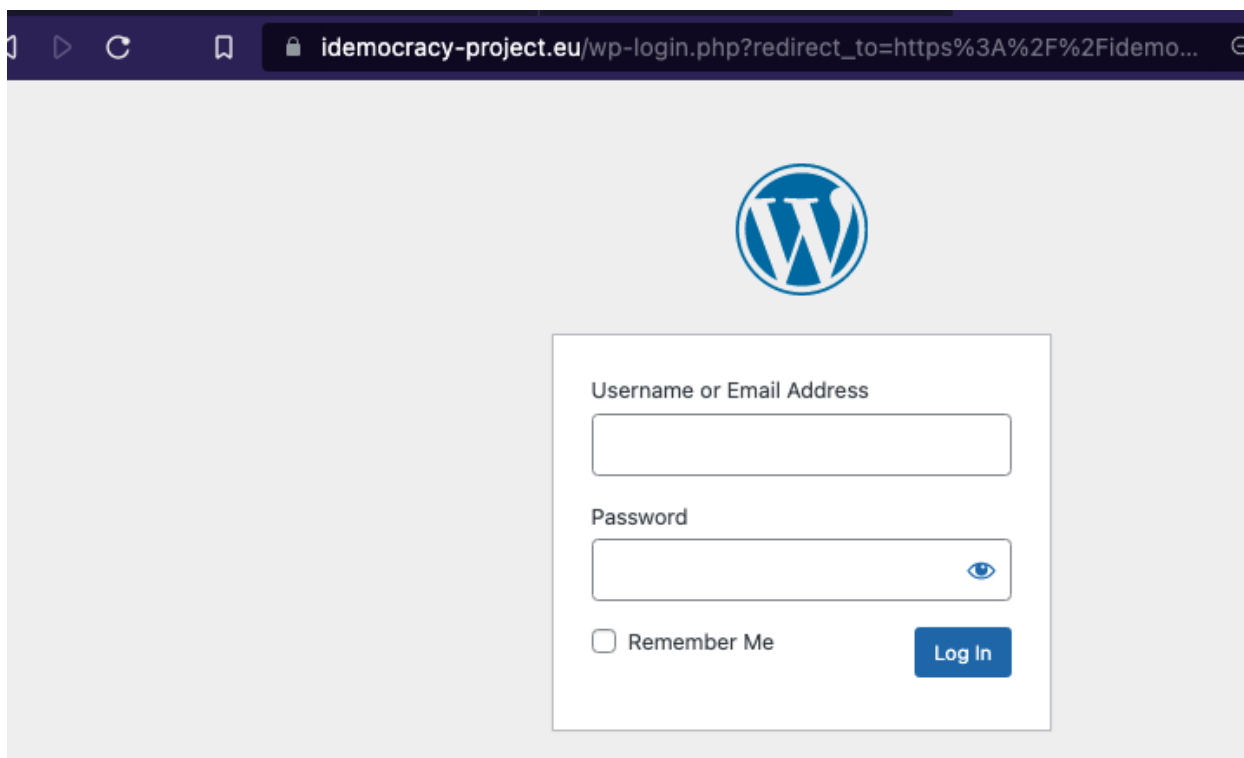 idemocracy-project.eu/wp-login.php?redirect_to=https%3A%2F%2Fidemo...
W
Username or Email Address
Password
Remember Me
Log In